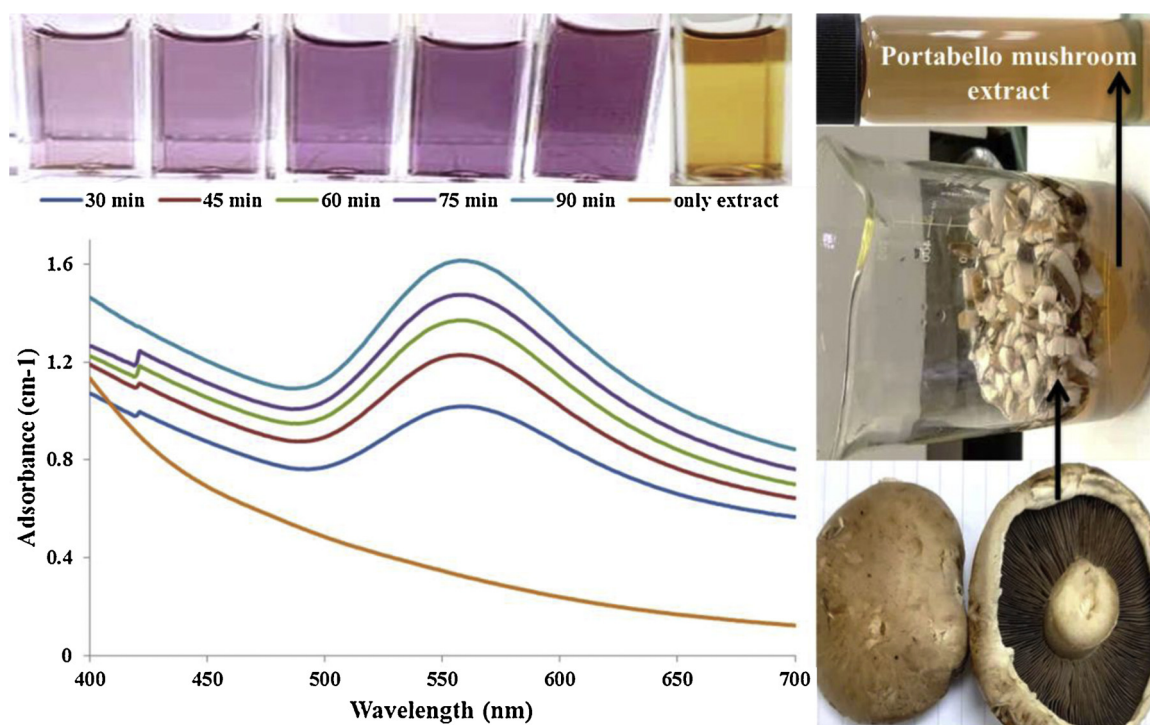 Portabello mushroom
extract
30 min 45 min 60 min 75 min 90 min only extract
Adsorbance (cm-1)
1.6
1.2
0.8
0.4
0
400 450 500 550 600 650 700
Wavelength (nm)